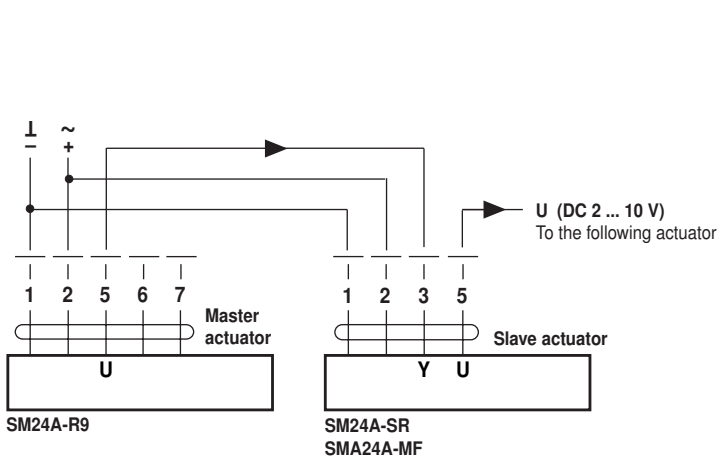 ⊥ ~
– +
U (DC 2 ... 10 V)
To the following actuator
1 2 5 6 7
1 2 3 5
Master
actuator
Slave actuator
U
Y U
SM24A-R9
SM24A-SR
SMA24A-MF